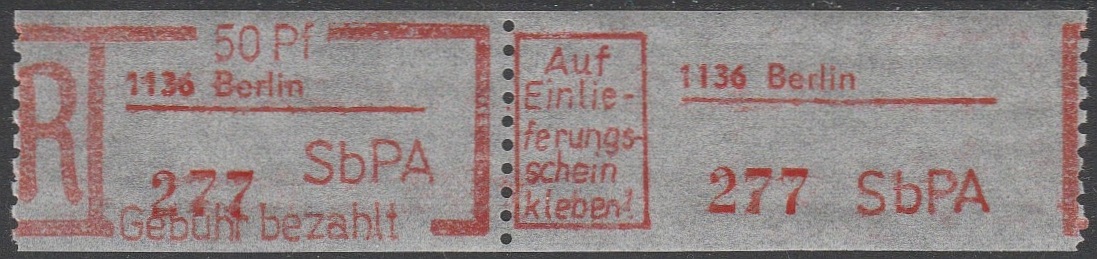 R
50 Pf
1136 Berlin
SbPA
277
Gebühr bezahlt
Auf
Einlie-
ferungs-
schein
kleben!
1136 Berlin
277 SbPA